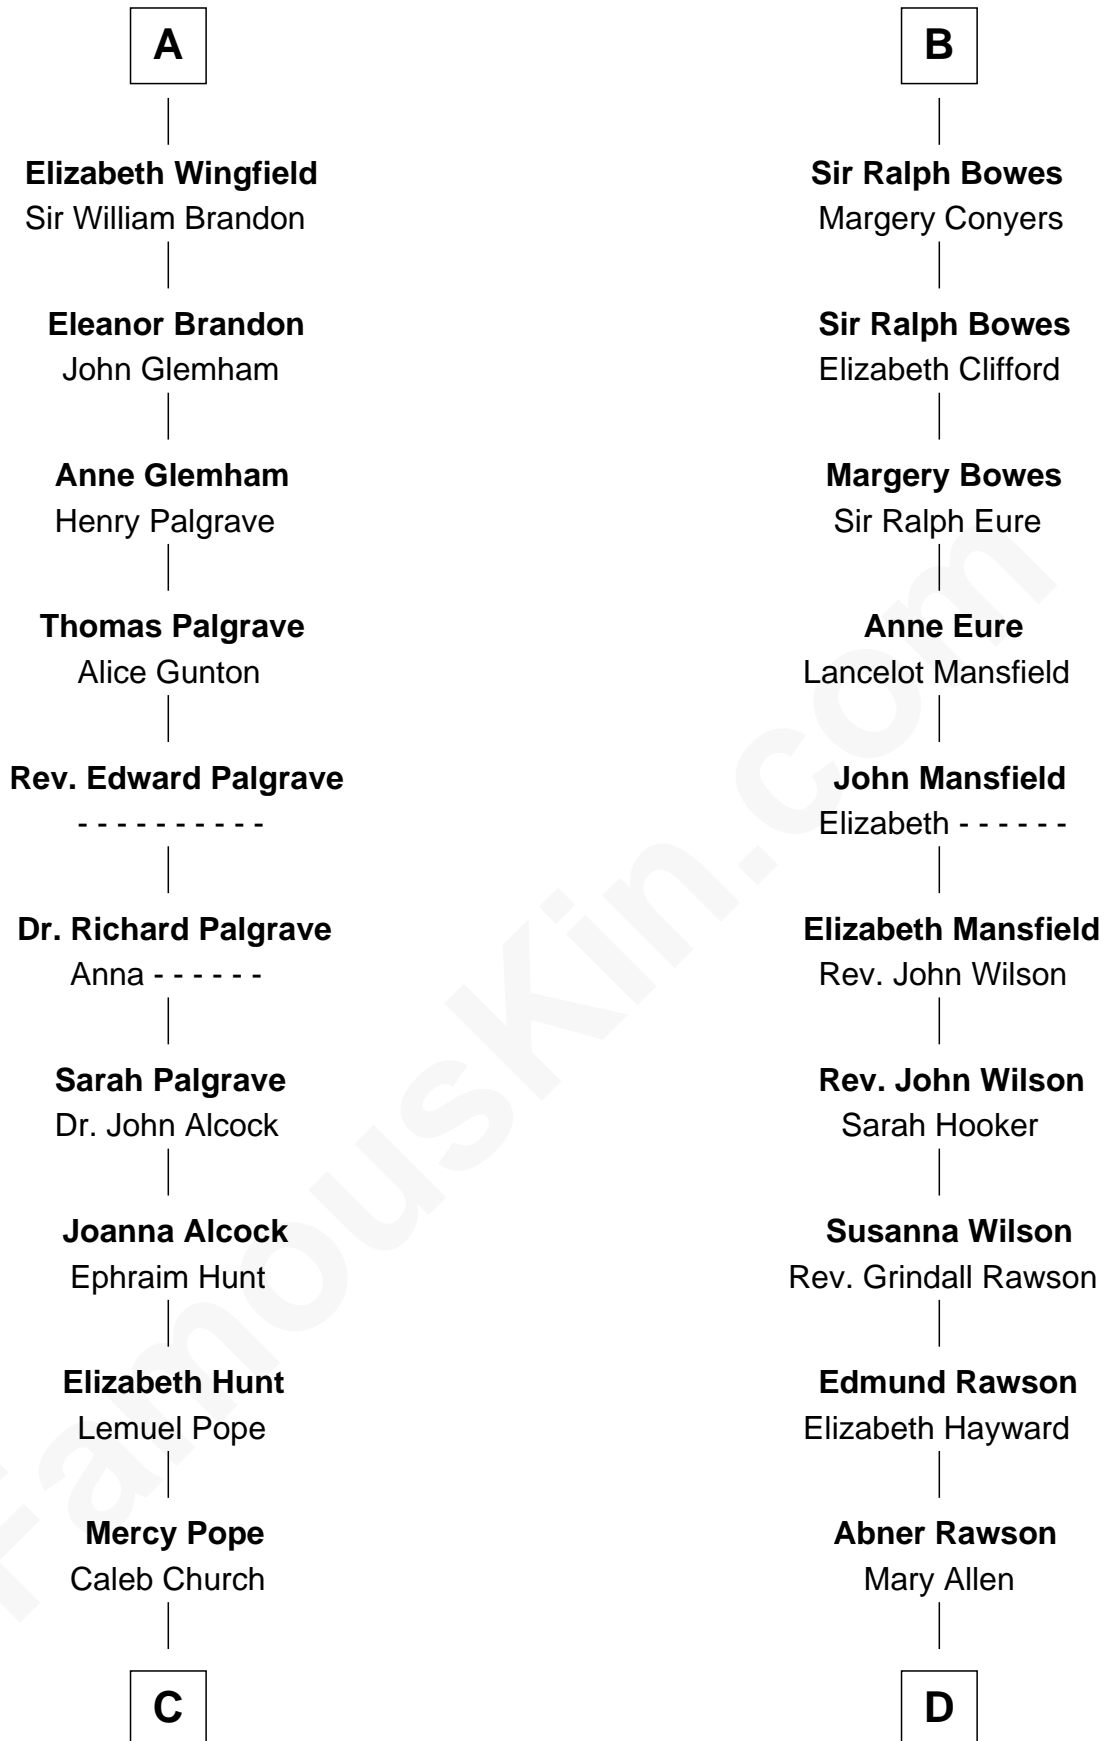 A
Elizabeth Wingfield
Sir William Brandon
Eleanor Brandon
John Glemham
Anne Glemham
Henry Palgrave
Thomas Palgrave
Alice Gunton
Rev. Edward Palgrave
- - - - - - - - - -
Dr. Richard Palgrave
Anna - - - - - -
Sarah Palgrave
Dr. John Alcock
Joanna Alcock
Ephraim Hunt
Elizabeth Hunt
Lemuel Pope
Mercy Pope
Caleb Church
C
B
Sir Ralph Bowes
Margery Conyers
Sir Ralph Bowes
Elizabeth Clifford
Margery Bowes
Sir Ralph Eure
Anne Eure
Lancelot Mansfield
John Mansfield
Elizabeth - - - - - -
Elizabeth Mansfield
Rev. John Wilson
Rev. John Wilson
Sarah Hooker
Susanna Wilson
Rev. Grindall Rawson
Edmund Rawson
Elizabeth Hayward
Abner Rawson
Mary Allen
D
FamousKin.com